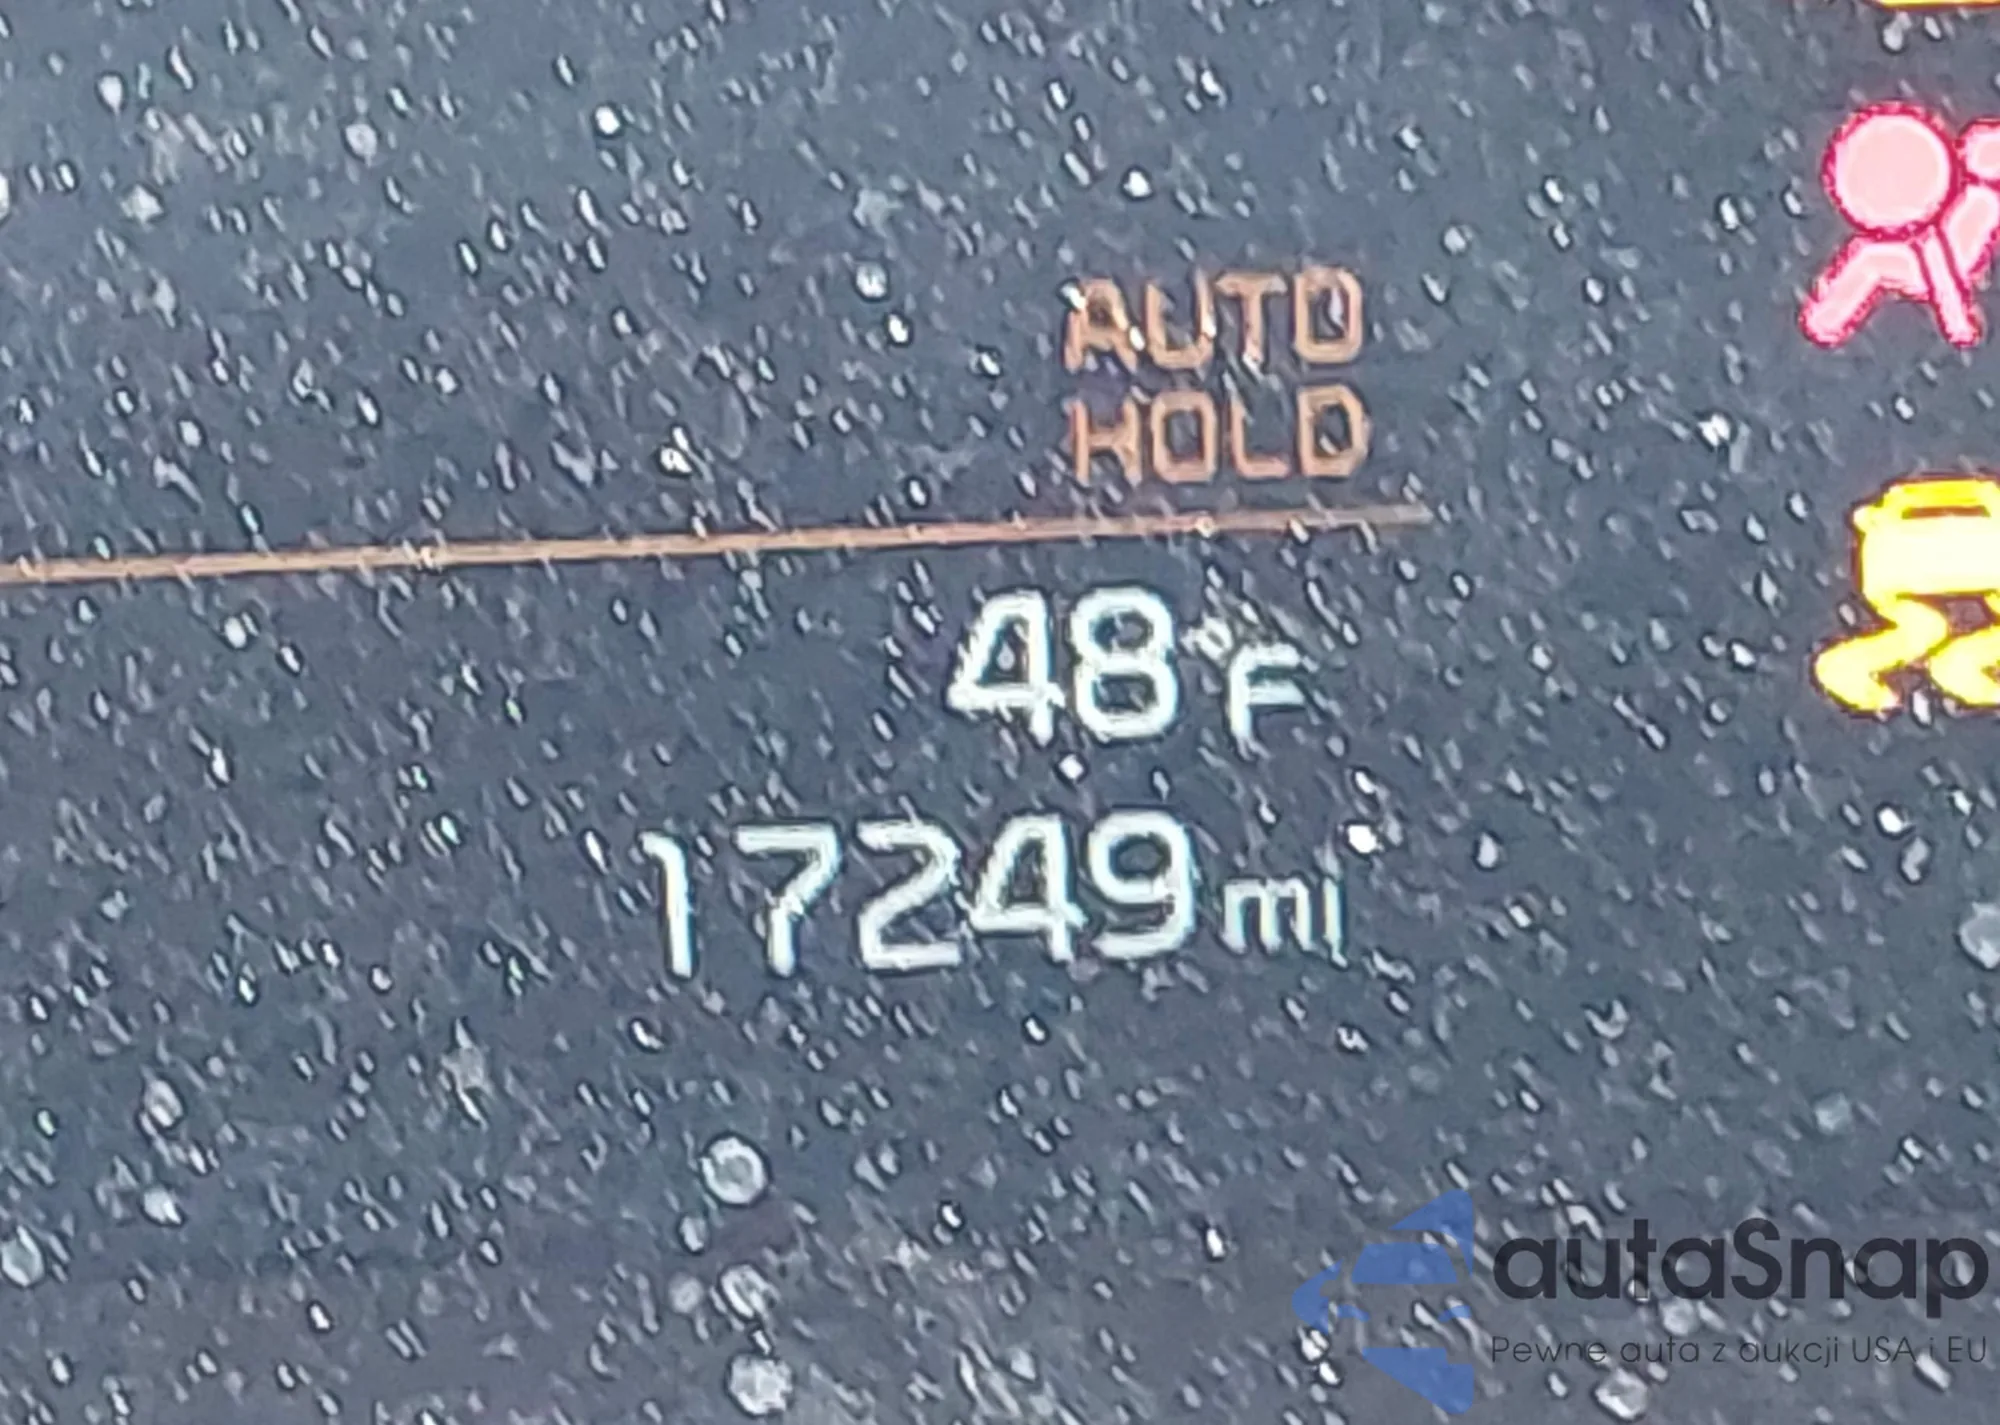 AUTO
HOLD
48°F
17249mi
autaSnap
Pewne auta z aukcji USA i EU